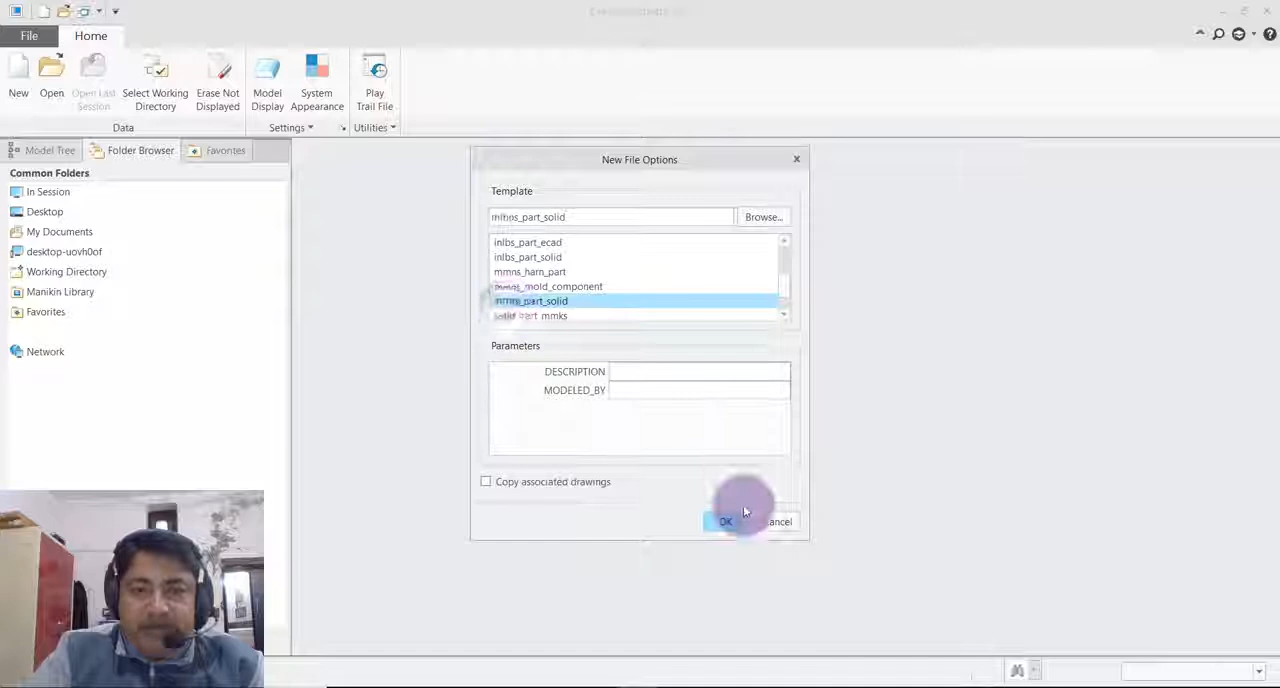 File
Home
New
Open
Open Last Session
Select Working Directory
Erase Not Displayed
Model Display
System Appearance
Play Trail File
Data
Settings
Utilities
Model Tree
Folder Browser
Favorites
Common Folders
In Session
Desktop
My Documents
desktop-uovh0of
Working Directory
Manikin Library
Favorites
Network
New File Options
X
Template
mmns_part_solid
Browse...
inlbs_part_ecad
inlbs_part_solid
mmns_harn_part
mmns_mold_component
mmns_part_solid
solid_part_mmks
Parameters
DESCRIPTION
MODELED_BY
Copy associated drawings
OK
Cancel